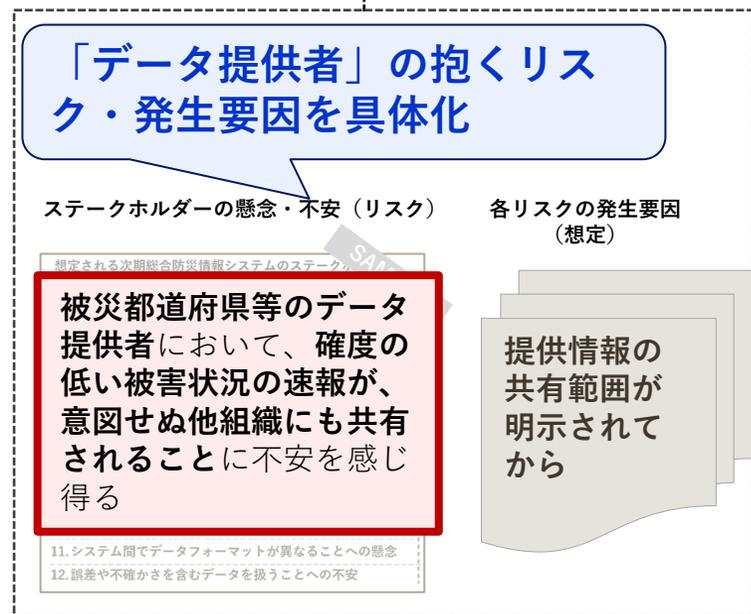 「データ提供者」の抱くリス
ク・発生要因を具体化
ステークホルダーの懸念・不安（リスク）
各リスクの発生要因
（想定）
想定される次期総合防災情報システムのステーク
被災都道府県等のデータ
提供者において、確度の
低い被害状況の速報が、
意図せぬ他組織にも共有
されることに不安を感じ
得る
提供情報の
共有範囲が
明示されて
から
11.システム間でデータフォーマットが異なることへの懸念
12.誤差や不確かさを含むデータを扱うことへの不安